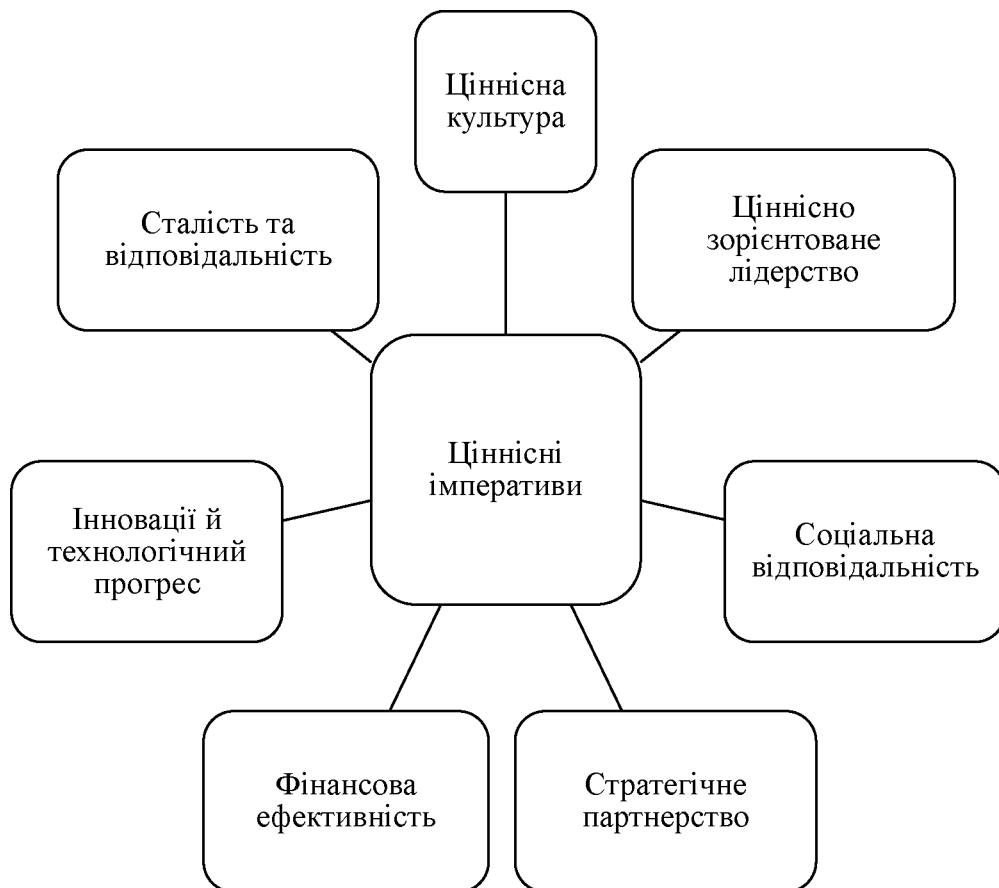 Ціннісна
культура
Сталість та
відповідальність
Ціннісно
зорієнтоване
лідерство
Ціннісні
імперативи
Інновації й
технологічний
прогрес
Соціальна
відповідальність
Фінансова
ефективність
Стратегічне
партнерство